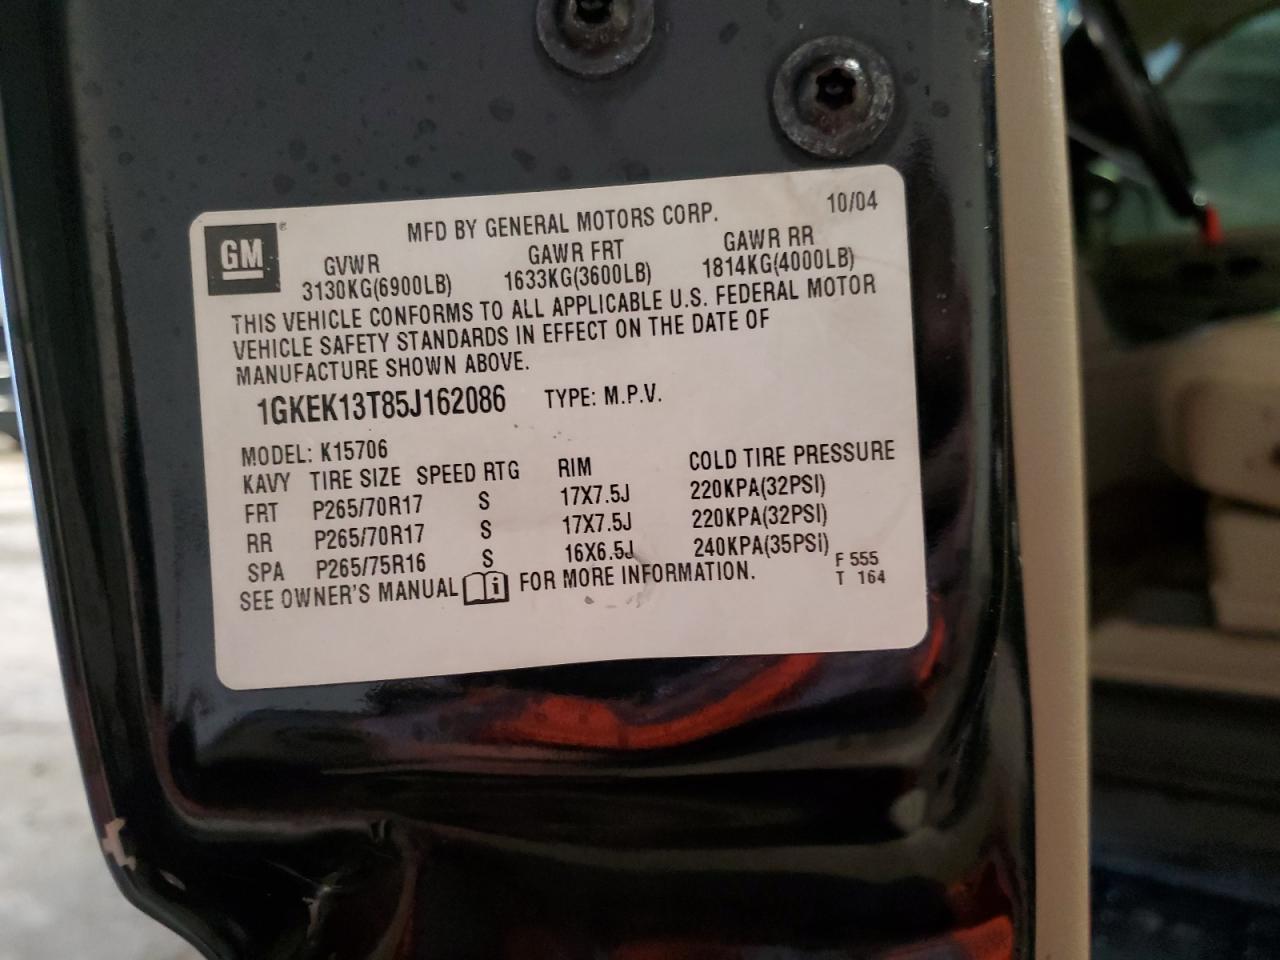 MFD BY GENERAL MOTORS CORP. 10/04
GM ®
GVWR GAWR FRT GAWR RR
3130KG(6900LB) 1633KG(3600LB) 1814KG(4000LB)
THIS VEHICLE CONFORMS TO ALL APPLICABLE U.S. FEDERAL MOTOR
VEHICLE SAFETY STANDARDS IN EFFECT ON THE DATE OF
MANUFACTURE SHOWN ABOVE.
1GKEK13T85J162086 TYPE: M.P.V.
MODEL: K15706
KAVY TIRE SIZE SPEED RTG RIM COLD TIRE PRESSURE
FRT P265/70R17 S 17X7.5J 220KPA(32PSI)
RR P265/70R17 S 17X7.5J 220KPA(32PSI)
SPA P265/75R16 S 16X6.5J 240KPA(35PSI)
SEE OWNER'S MANUAL i FOR MORE INFORMATION.
F 555
T 164